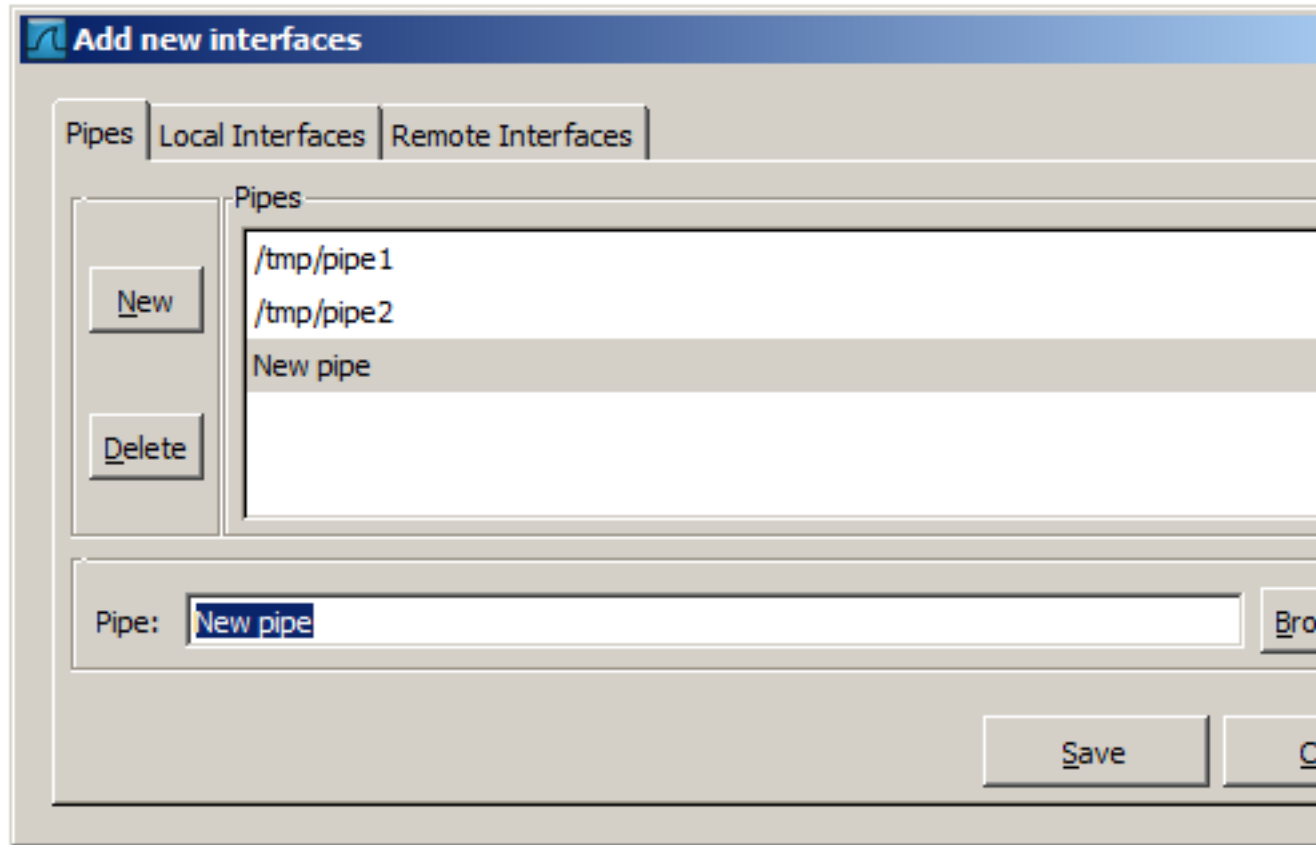 Add new interfaces
Pipes Local Interfaces Remote Interfaces
Pipes
/tmp/pipe1
/tmp/pipe2
New pipe
New
Delete
Pipe: New pipe Bro
Save